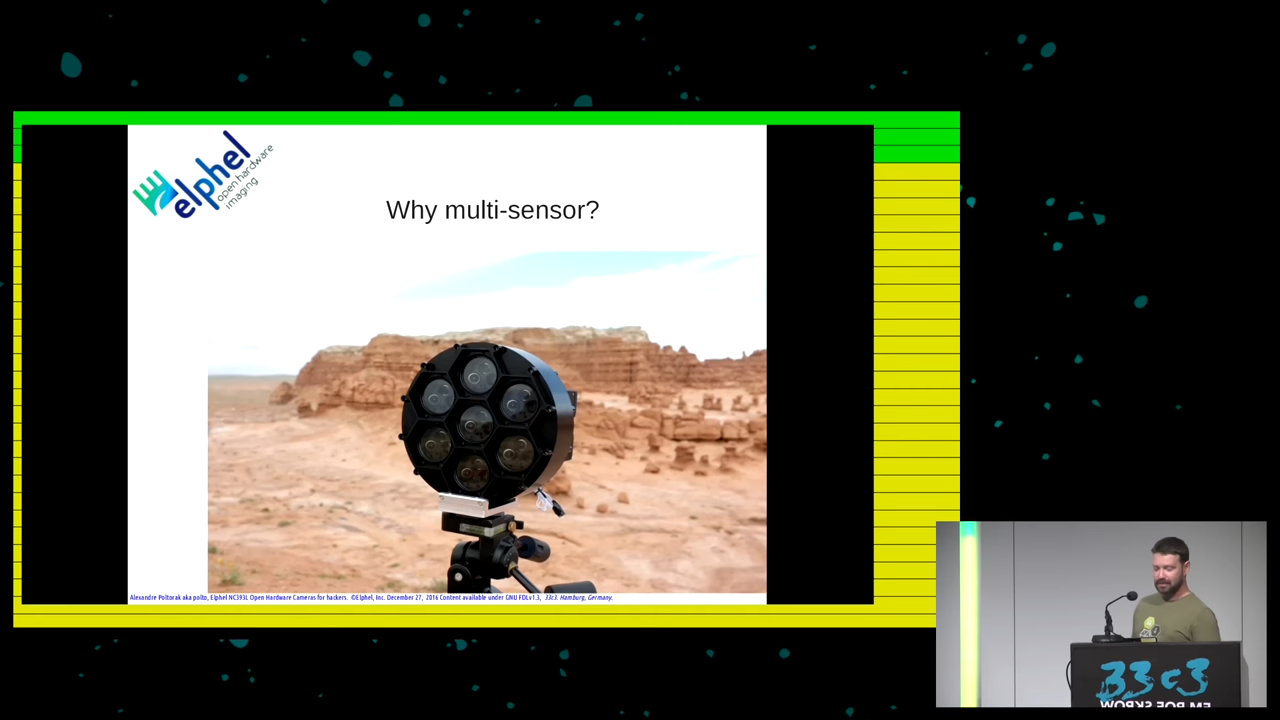 elphel
open hardware
imaging
Why multi-sensor?
Alexandre Poltorak aka polto, Elphel NC393L Open Hardware Cameras for hackers. ©Elphel, Inc. December 27, 2016 Content available under GNU FDLv1.3, 33c3. Hamburg, Germany.
33c3